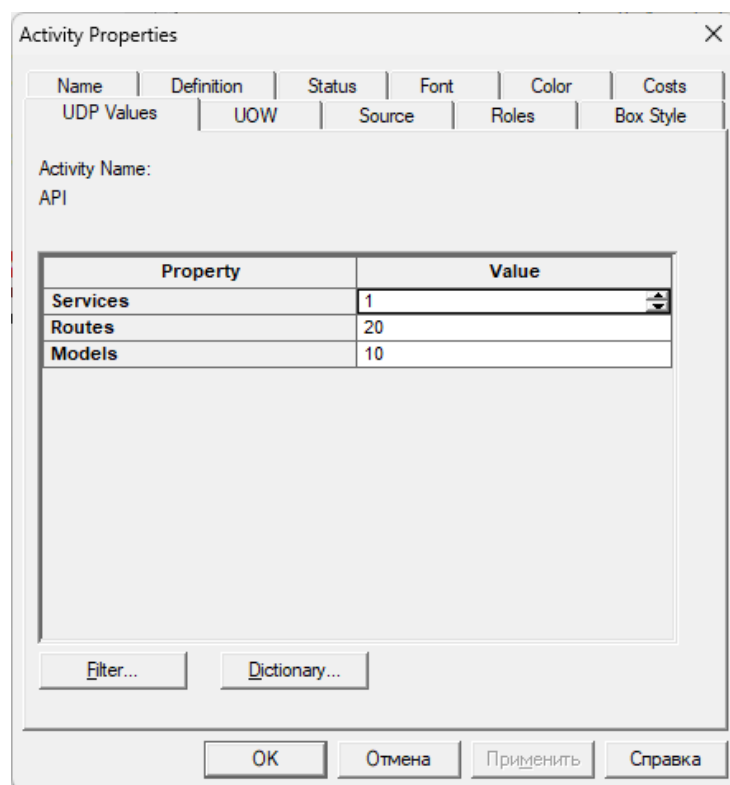 Activity Properties
Name Definition Status Font Color Costs
UDP Values UOW Source Roles Box Style
Activity Name:
API
Property Value
Services 1
Routes 20
Models 10
Filter... Dictionary...
OK Отмена Применить Справка